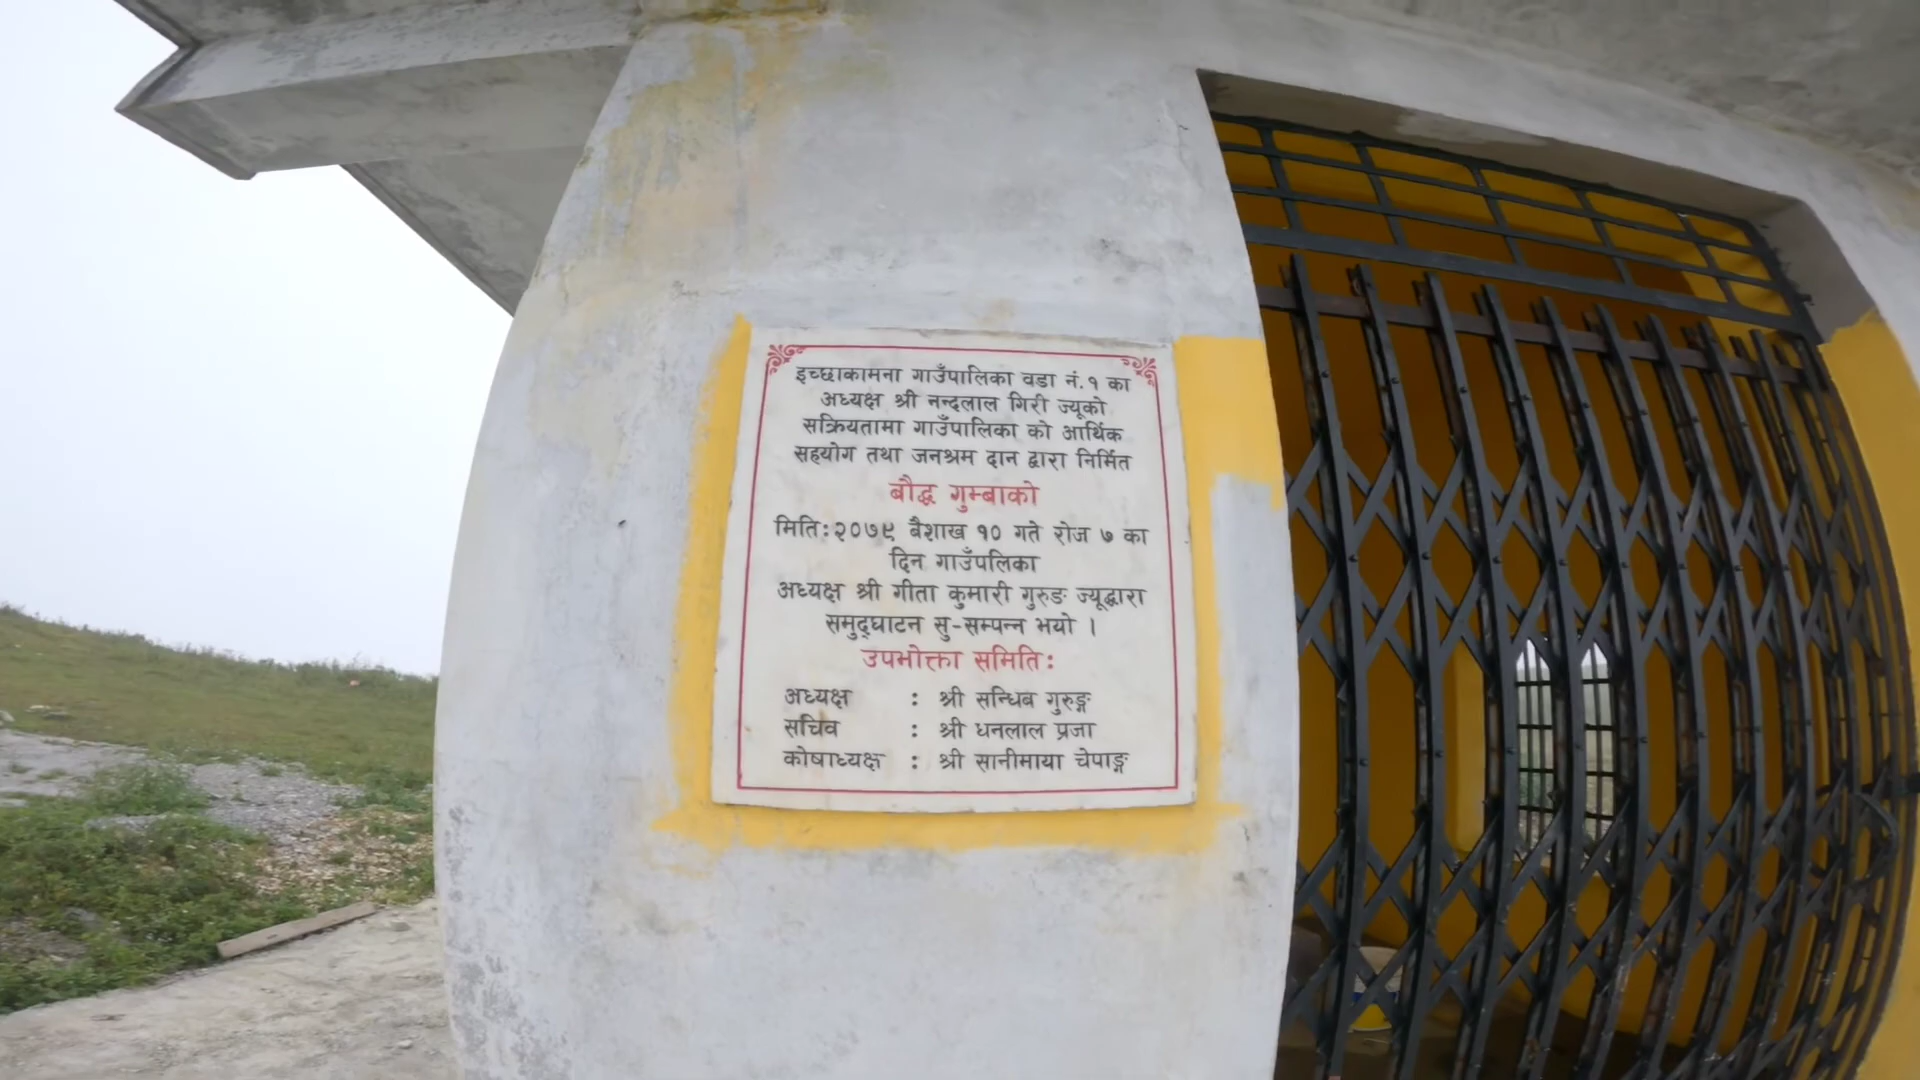 इच्छाकामना गाउँपालिका वडा नं.१ का
अध्यक्ष श्री नन्दलाल गिरी ज्यूको
सक्रियतामा गाउँपालिका को आर्थिक
सहयोग तथा जनश्रम दान द्वारा निर्मित
बौद्ध गुम्बाको
मिति:२०७९ बैशाख १० गते रोज ७ का
दिन गाउँपलिका
अध्यक्ष श्री गीता कुमारी गुरुङ ज्यूद्धारा
समुद्घाटन सु-सम्पन्न भयो ।
उपभोक्ता समिति:
अध्यक्ष : श्री सन्धिव गुरुङ्ग
सचिव : श्री धनलाल प्रजा
कोषाध्यक्ष : श्री सानीमाया चेपाङ्ग